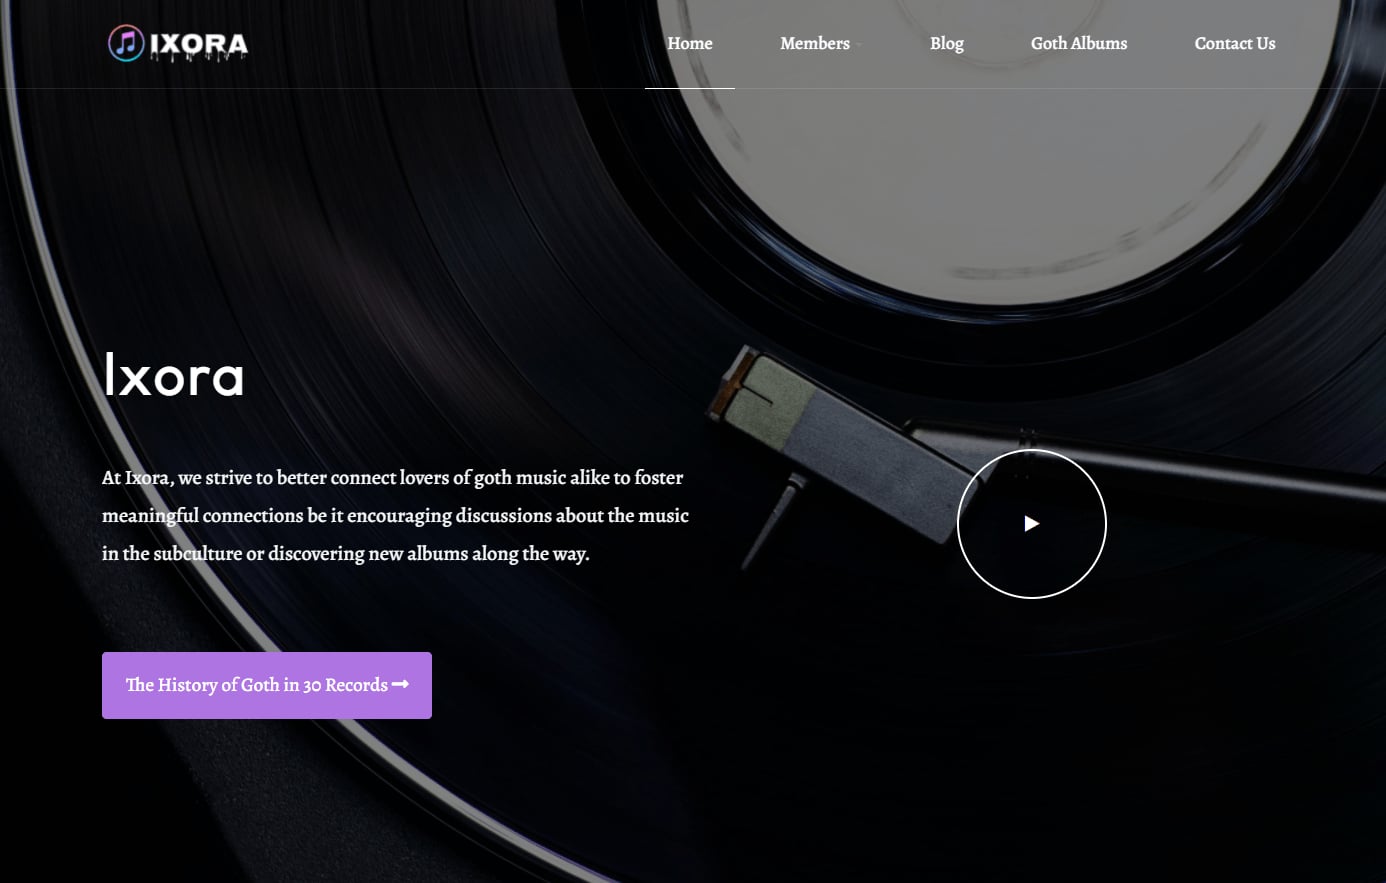 IXORA
Home
Members
Blog
Goth Albums
Contact Us
Ixora
At Ixora, we strive to better connect lovers of goth music alike to foster
meaningful connections be it encouraging discussions about the music
in the subculture or discovering new albums along the way.
The History of Goth in 30 Records